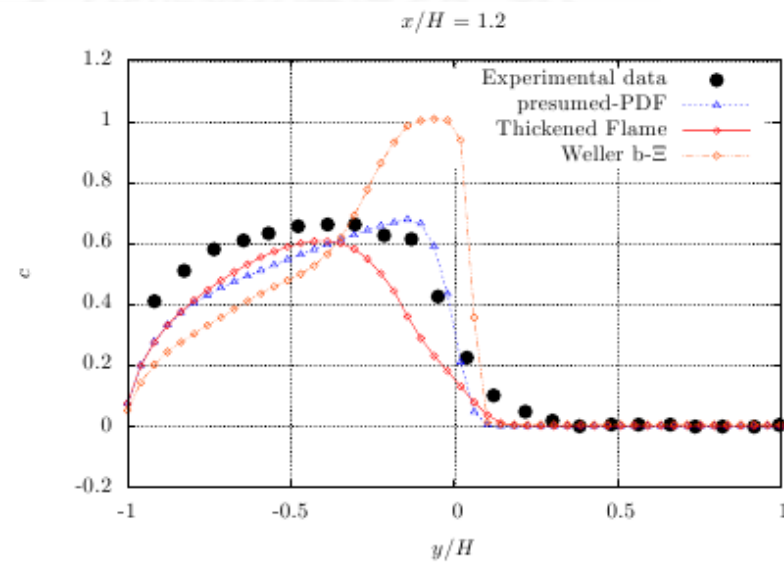 x/H = 1.2
1.2
1
0.8
0.6
0.4
0.2
0
-0.2
c
Experimental data
presumed-PDF
Thickened Flame
Weller b-Ξ
-1
-0.5
0
0.5
1
y/H